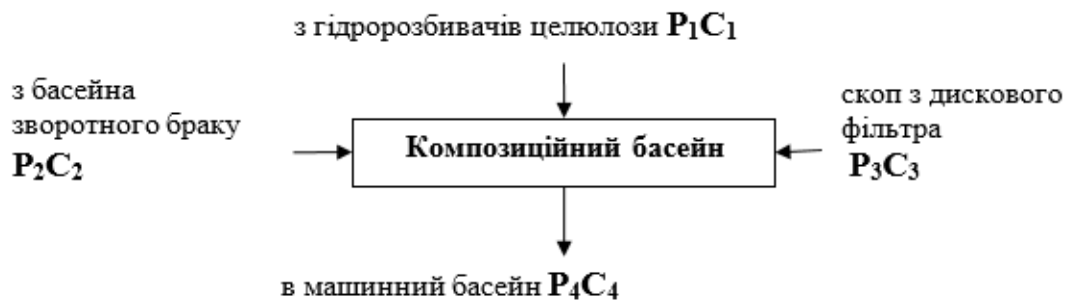 з гідророзбивачів целюлози P₁C₁
з басейна
зворотного браку
P₂C₂
Композиційний басейн
скоп з дискового
фільтра
P₃C₃
в машинний басейн P₄C₄